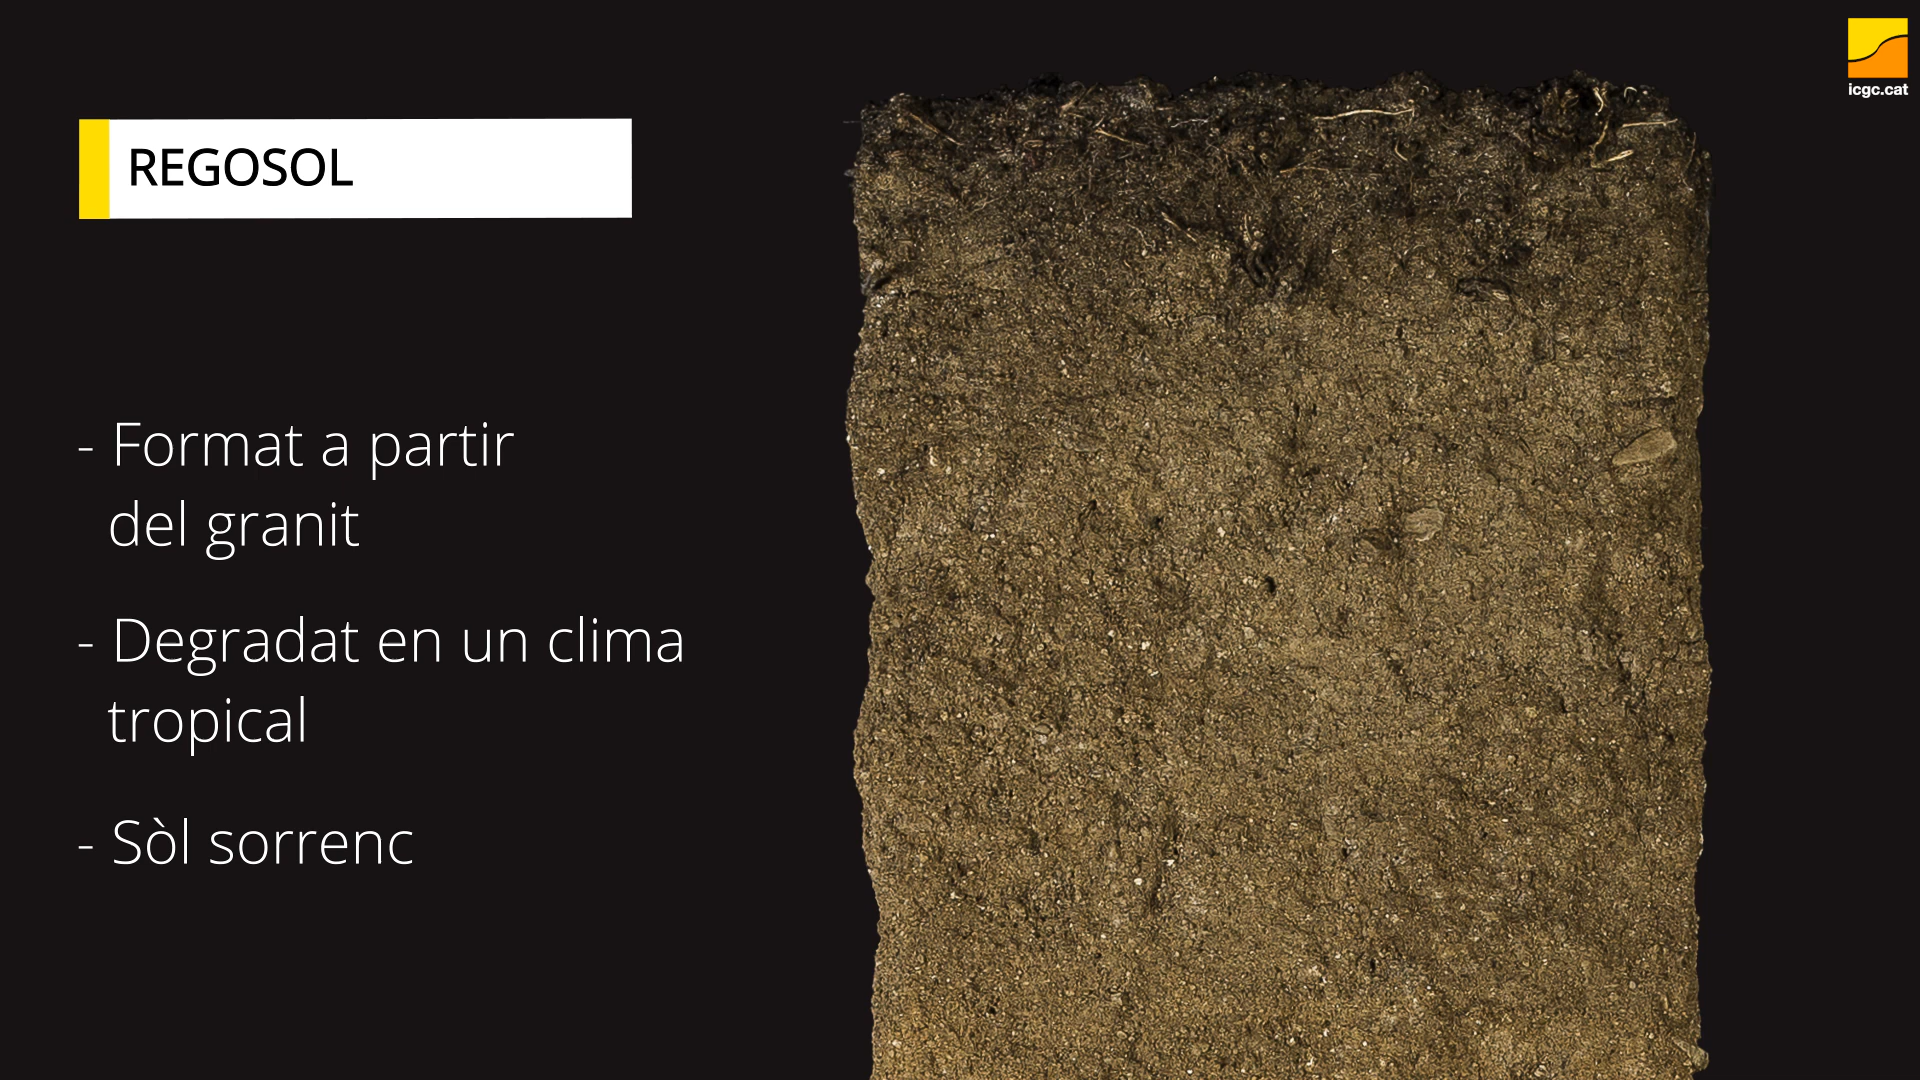 REGOSOL
- Format a partir
del granit
- Degradat en un clima
tropical
- Sòl sorrenc
icgc.cat